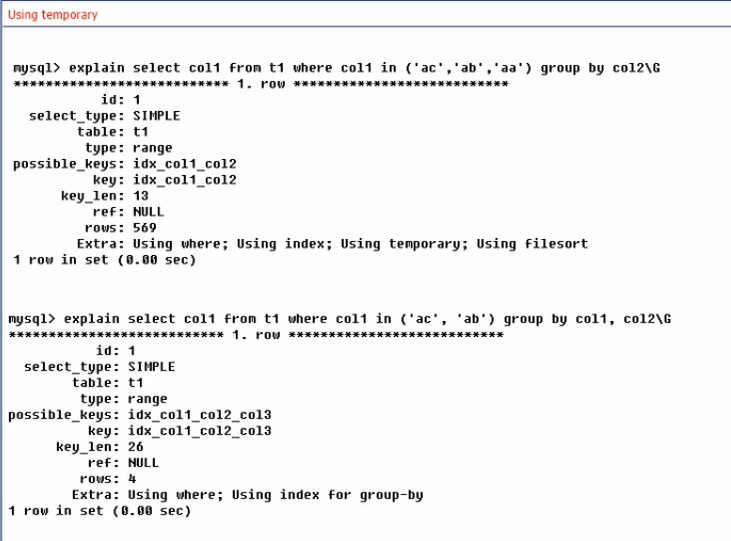 Using temporary
mysql> explain select col1 from t1 where col1 in ('ac','ab','aa') group by col2\G
*************************** 1. row ***************************
id: 1
select_type: SIMPLE
table: t1
type: range
possible_keys: idx_col1_col2
key: idx_col1_col2
key_len: 13
ref: NULL
rows: 569
Extra: Using where; Using index; Using temporary; Using filesort
1 row in set (0.00 sec)
mysql> explain select col1 from t1 where col1 in ('ac', 'ab') group by col1, col2\G
*************************** 1. row ***************************
id: 1
select_type: SIMPLE
table: t1
type: range
possible_keys: idx_col1_col2_col3
key: idx_col1_col2_col3
key_len: 26
ref: NULL
rows: 4
Extra: Using where; Using index for group-by
1 row in set (0.00 sec)